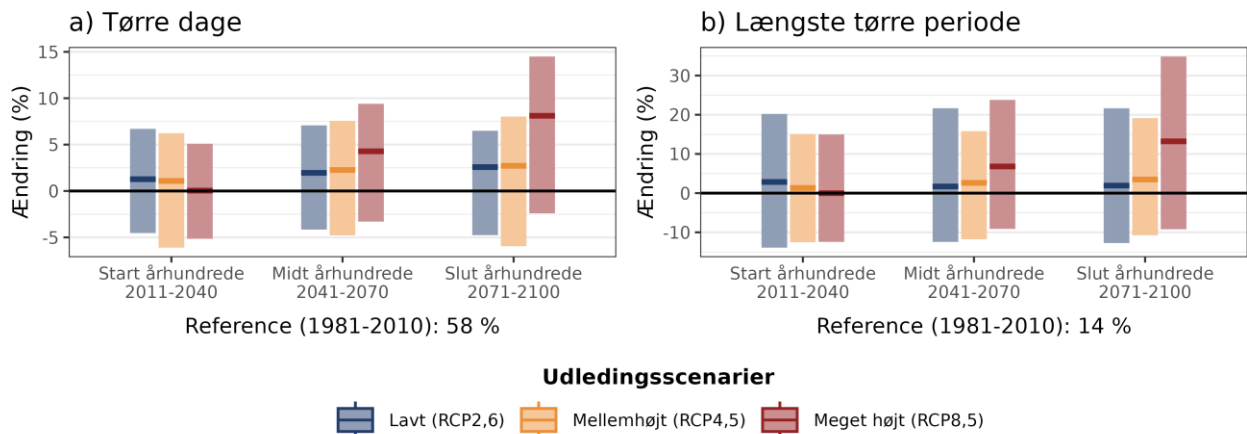 a) Tørre dage
Ændring (%)
15
10
5
0
-5
Start århundrede
2011-2040
Midt århundrede
2041-2070
Slut århundrede
2071-2100
Reference (1981-2010): 58 %
b) Længste tørre periode
Ændring (%)
30
20
10
0
-10
Start århundrede
2011-2040
Midt århundrede
2041-2070
Slut århundrede
2071-2100
Reference (1981-2010): 14 %
Udledingsscenarier
Lavt (RCP2,6)
Mellemhøjt (RCP4,5)
Meget højt (RCP8,5)